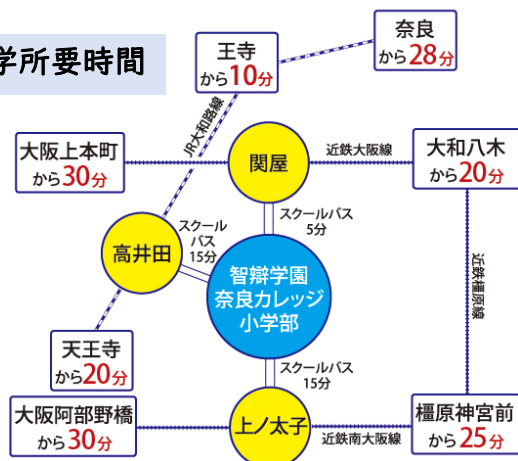 学所要時間
奈良
から28分
王寺
から10分
JR大和路線
大阪上本町
から30分
関屋
近鉄大阪線
大和八木
から20分
スクールバス
5分
高井田
スクール
バス
15分
智辯学園
奈良カレッジ
小学部
近鉄橿原線
天王寺
から20分
スクールバス
15分
大阪阿部野橋
から30分
上ノ太子
近鉄南大阪線
橿原神宮前
から25分